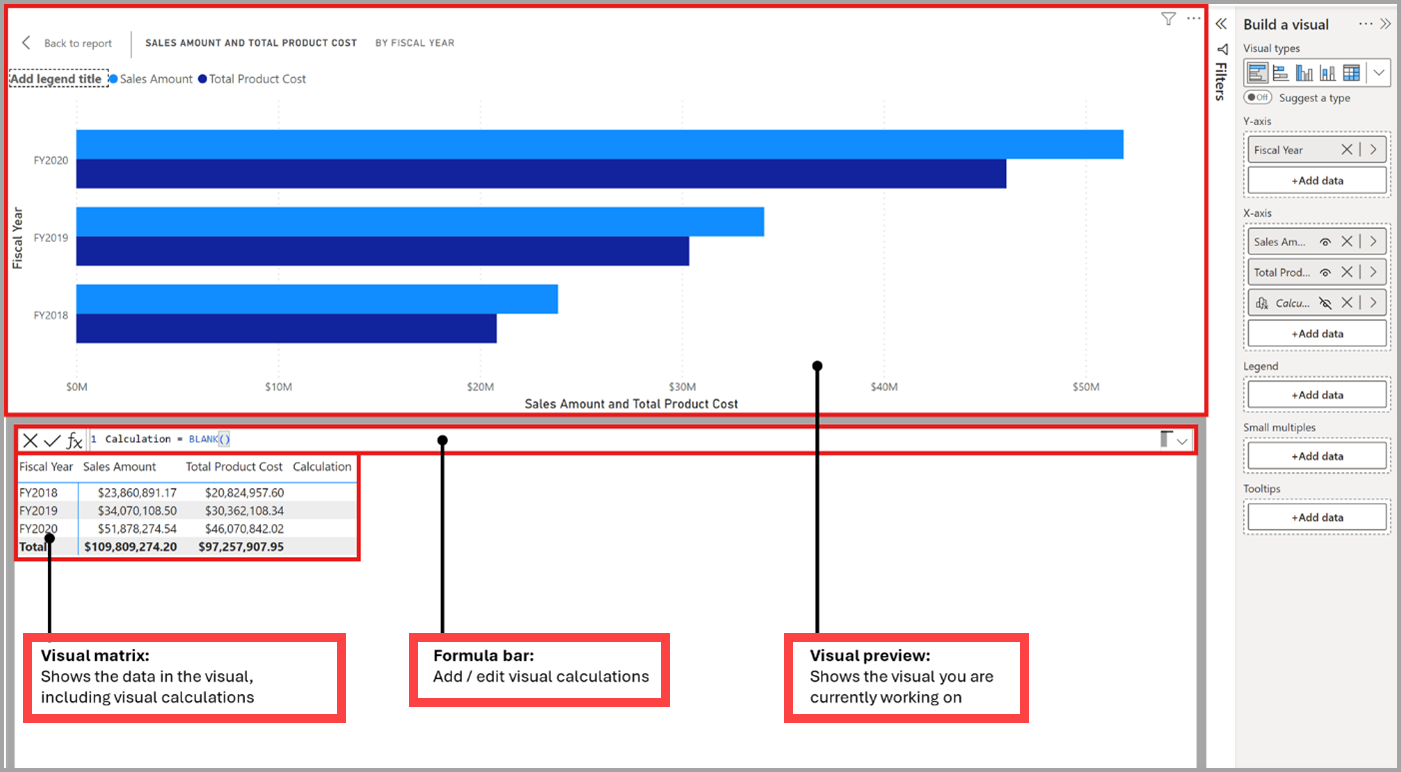 Back to report SALES AMOUNT AND TOTAL PRODUCT COST BY FISCAL YEAR
Add legend title Sales Amount Total Product Cost
Fiscal Year
FY2020
FY2019
FY2018
$0M $10M $20M $30M $40M $50M
Sales Amount and Total Product Cost
fx 1 Calculation = BLANK()
Fiscal Year Sales Amount Total Product Cost Calculation
FY2018 $23,860,891.17 $20,824,957.60
FY2019 $34,070,108.50 $30,362,108.34
FY2020 $51,878,274.54 $46,070,842.02
Total $109,809,274.20 $97,257,907.95
Visual matrix:
Shows the data in the visual,
including visual calculations
Formula bar:
Add / edit visual calculations
Visual preview:
Shows the visual you are
currently working on
Filters
Build a visual
Visual types
Off Suggest a type
Y-axis
Fiscal Year
+Add data
X-axis
Sales Am...
Total Prod...
Calcu...
+Add data
Legend
+Add data
Small multiples
+Add data
Tooltips
+Add data